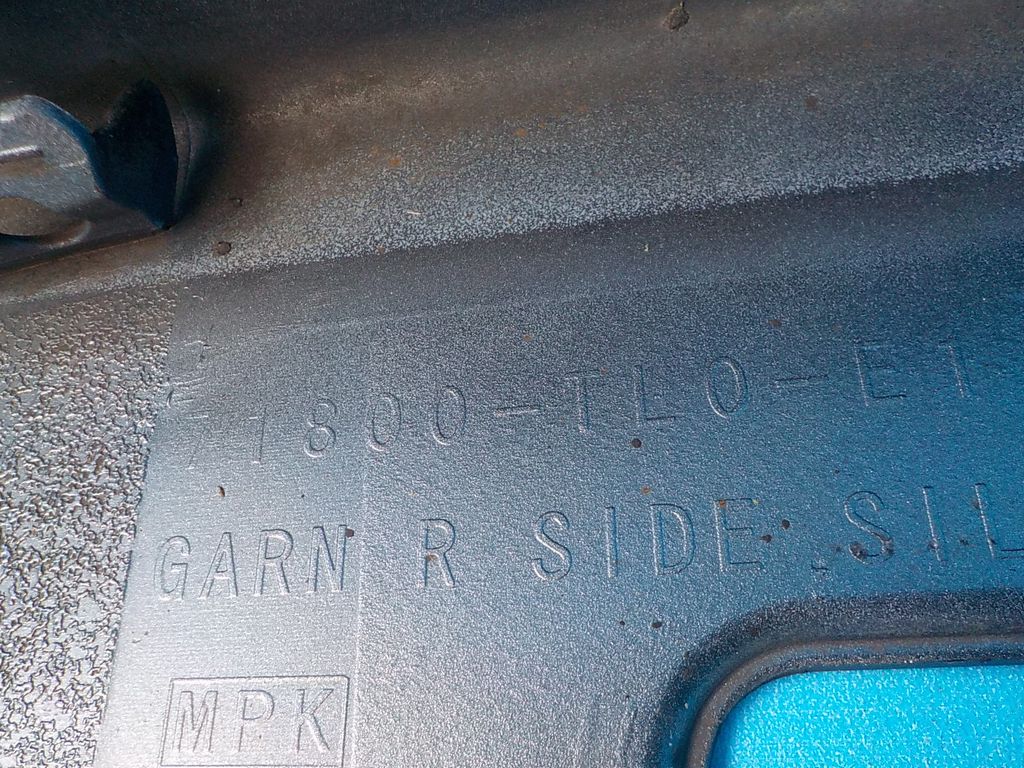 71800-TL0-E1
GARN R SIDE SIL
MPK